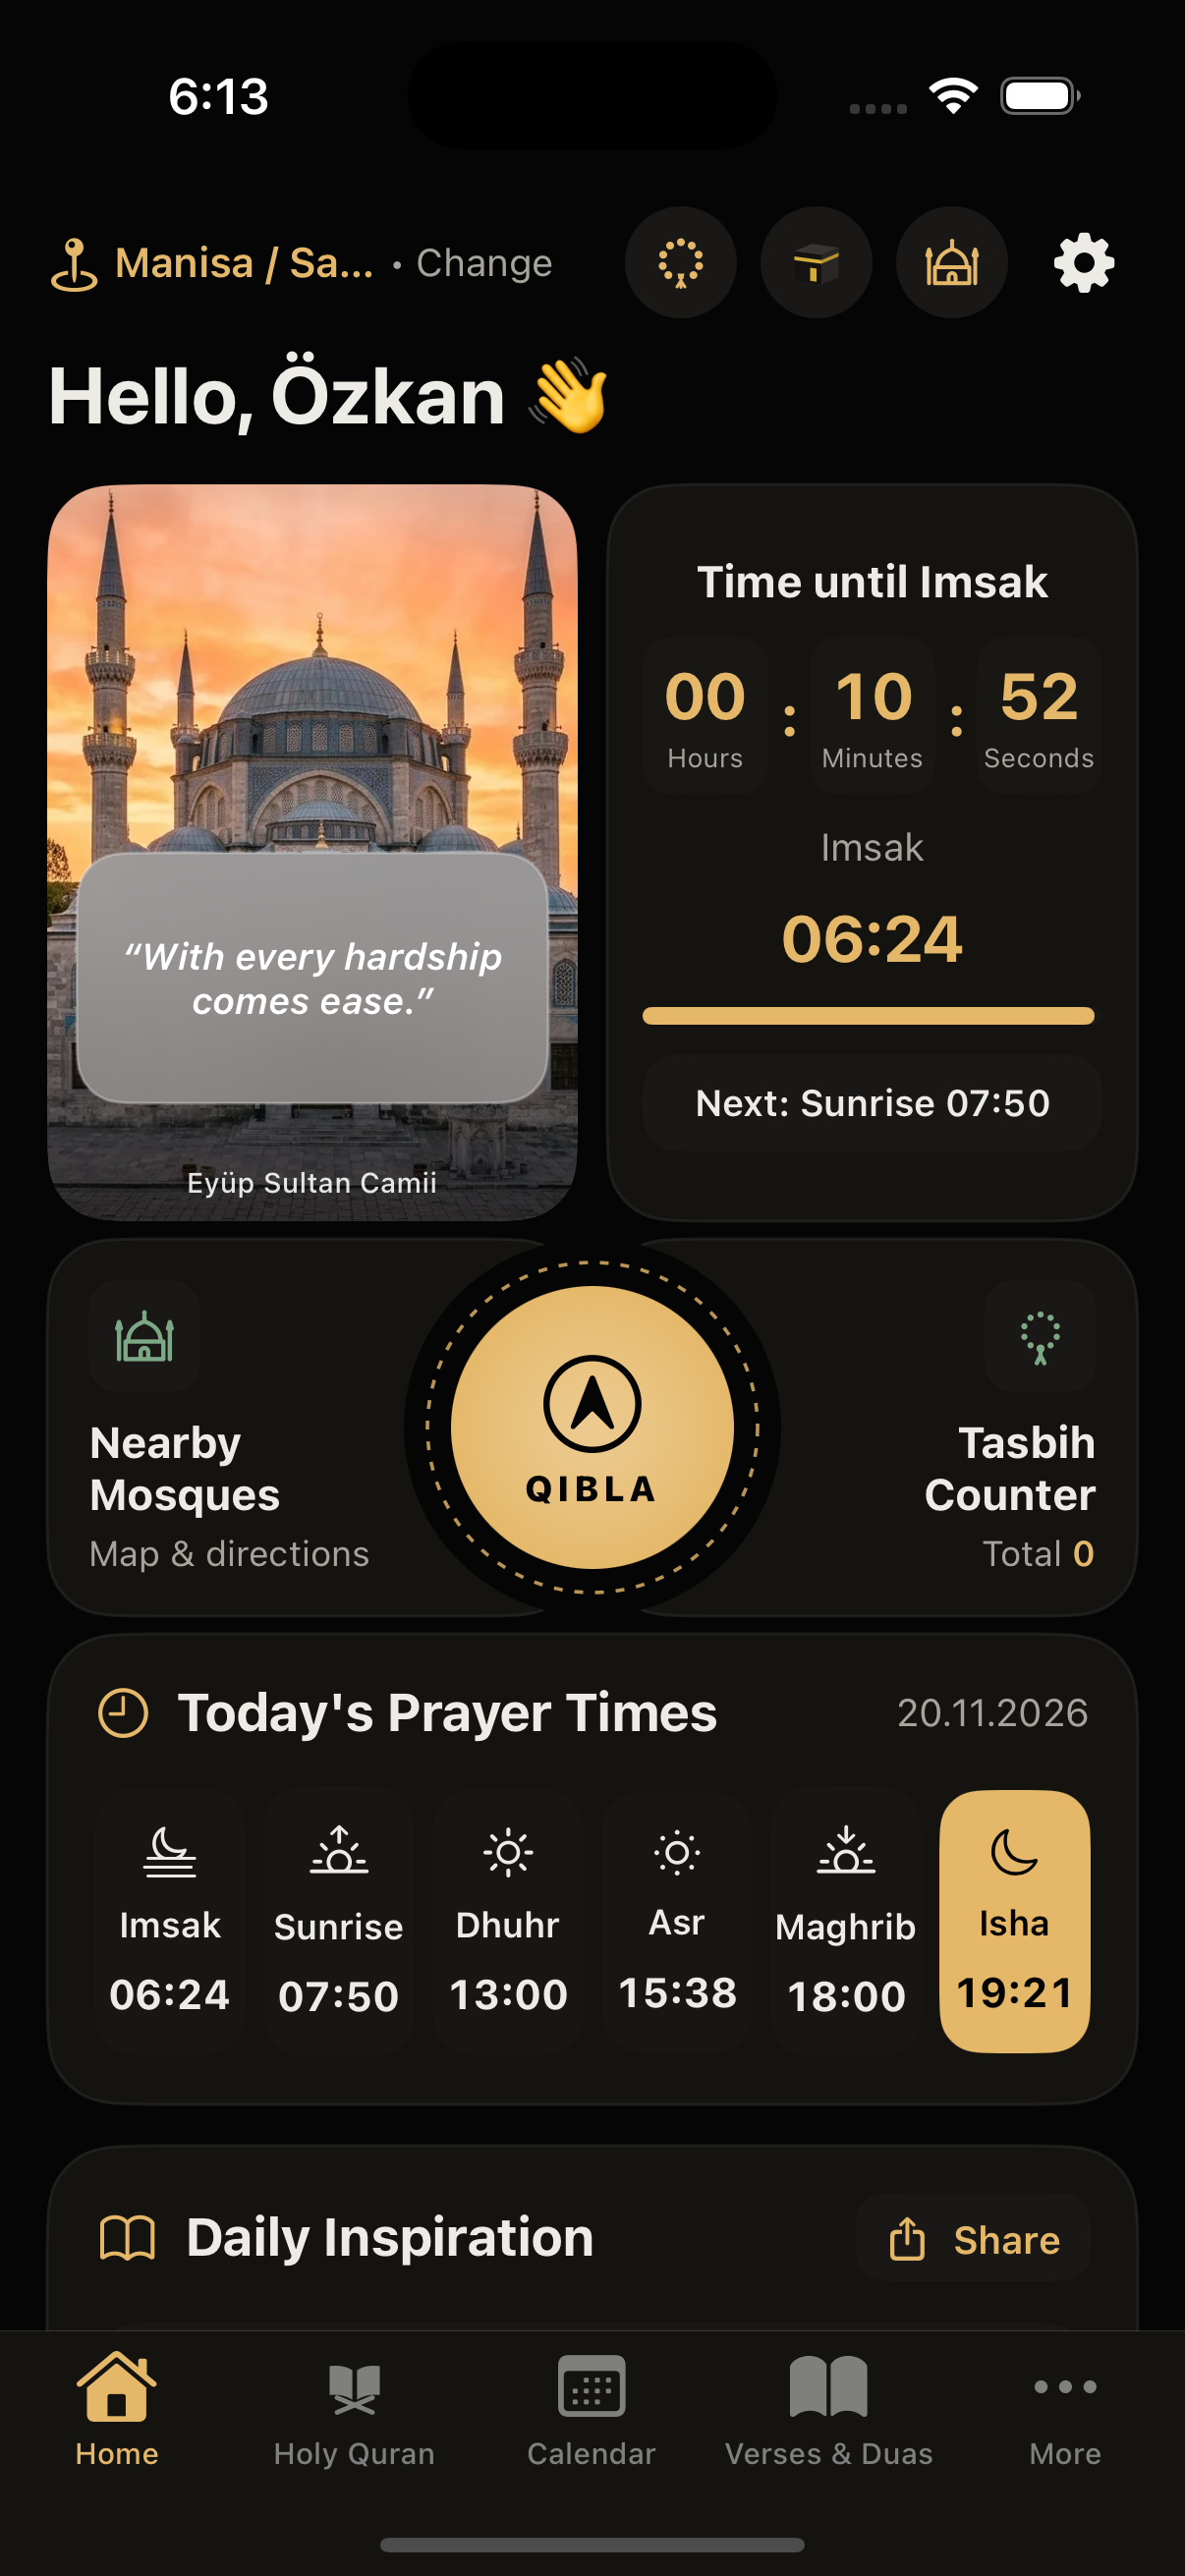 6:13
Manisa / Sa... • Change
Hello, Özkan 👋
“With every hardship
comes ease.”
Eyüp Sultan Camii
Time until Imsak
00 : 10 : 52
Hours Minutes Seconds
Imsak
06:24
Next: Sunrise 07:50
Nearby
Mosques
Map & directions
QIBLA
Tasbih
Counter
Total 0
Today's Prayer Times 20.11.2026
Imsak Sunrise Dhuhr Asr Maghrib Isha
06:24 07:50 13:00 15:38 18:00 19:21
Daily Inspiration Share
Home Holy Quran Calendar Verses & Duas More